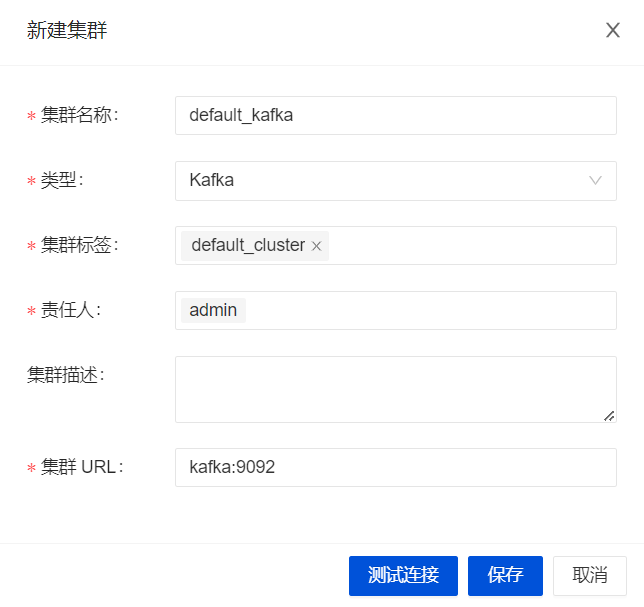 新建集群
* 集群名称: default_kafka
* 类型: Kafka
* 集群标签: default_cluster ×
* 责任人: admin
集群描述:
* 集群 URL: kafka:9092
测试连接 保存 取消